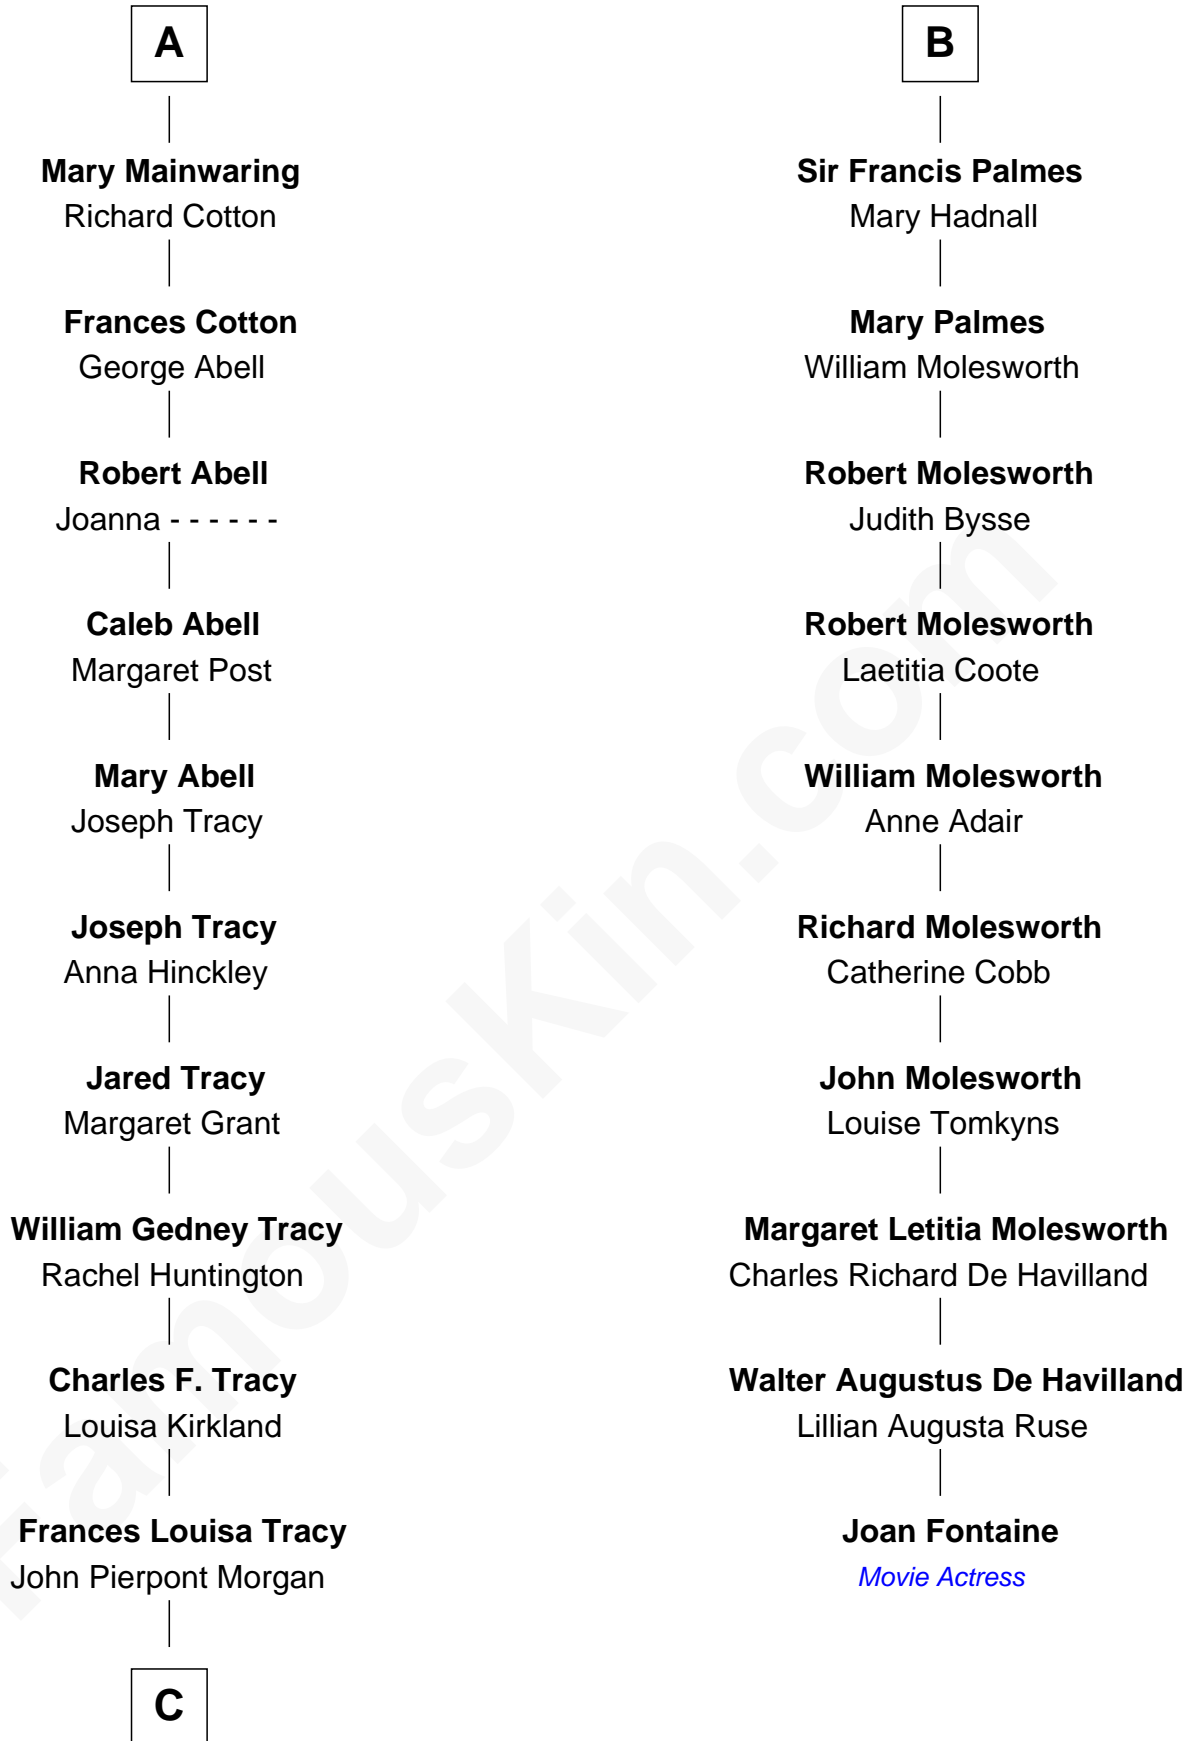 A
Mary Mainwaring
Richard Cotton
Frances Cotton
George Abell
Robert Abell
Joanna - - - - - -
Caleb Abell
Margaret Post
Mary Abell
Joseph Tracy
Joseph Tracy
Anna Hinckley
Jared Tracy
Margaret Grant
William Gedney Tracy
Rachel Huntington
Charles F. Tracy
Louisa Kirkland
Frances Louisa Tracy
John Pierpont Morgan
C
B
Sir Francis Palmes
Mary Hadnall
Mary Palmes
William Molesworth
Robert Molesworth
Judith Bysse
Robert Molesworth
Laetitia Coote
William Molesworth
Anne Adair
Richard Molesworth
Catherine Cobb
John Molesworth
Louise Tomkyns
Margaret Letitia Molesworth
Charles Richard De Havilland
Walter Augustus De Havilland
Lillian Augusta Ruse
Joan Fontaine
Movie Actress
FamousKin.com